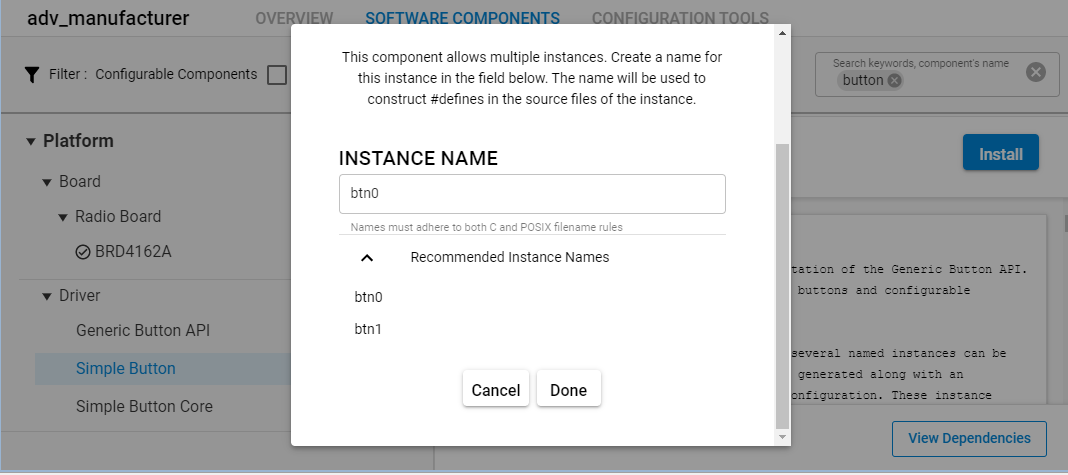 adv_manufacturer
OVERVIEW SOFTWARE COMPONENTS CONFIGURATION TOOLS
Filter : Configurable Components
Search keywords, component's name
button
Platform
Board
Radio Board
BRD4162A
Driver
Generic Button API
Simple Button
Simple Button Core
This component allows multiple instances. Create a name for
this instance in the field below. The name will be used to
construct #defines in the source files of the instance.
INSTANCE NAME
btn0
Names must adhere to both C and POSIX filename rules
Recommended Instance Names
btn0
btn1
Cancel Done
Install
of the Generic Button API.
buttons and configurable
several named instances can be
generated along with an
These instance
View Dependencies